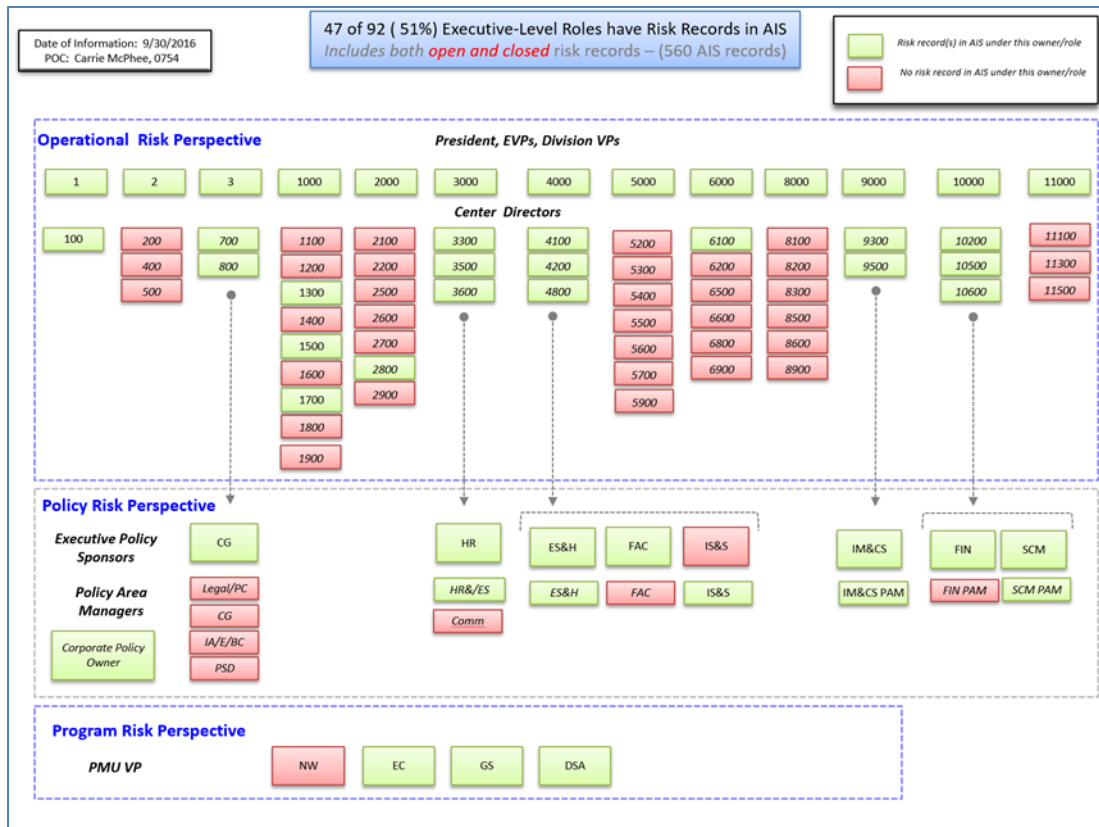 47 of 92 ( 51%) Executive-Level Roles have Risk Records in AIS
Includes both open and closed risk records – (560 AIS records)
Date of Information: 9/30/2016
POC: Carrie McPhee, 0754
Risk record(s) in AIS under this owner/role
No risk record in AIS under this owner/role
Operational Risk Perspective
President, EVPs, Division VPs
1 2 3 1000 2000 3000 4000 5000 6000 8000 9000 10000 11000
Center Directors
100
200
400
500
700
800
1100
1200
1300
1400
1500
1600
1700
1800
1900
2100
2200
2500
2600
2700
2800
2900
3300
3500
3600
4100
4200
4800
5200
5300
5400
5500
5600
5700
5900
6100
6200
6500
6600
6800
6900
8100
8200
8300
8500
8600
8900
9300
9500
10200
10500
10600
11100
11300
11500
Policy Risk Perspective
Executive Policy
Sponsors
CG HR ES&H FAC IS&S IM&CS FIN SCM
Policy Area
Managers
Legal/PC
CG
IA/E/BC
PSD
HR&/ES
Comm
ES&H FAC IS&S IM&CS PAM FIN PAM SCM PAM
Corporate Policy
Owner
Program Risk Perspective
PMU VP
NW EC GS DSA